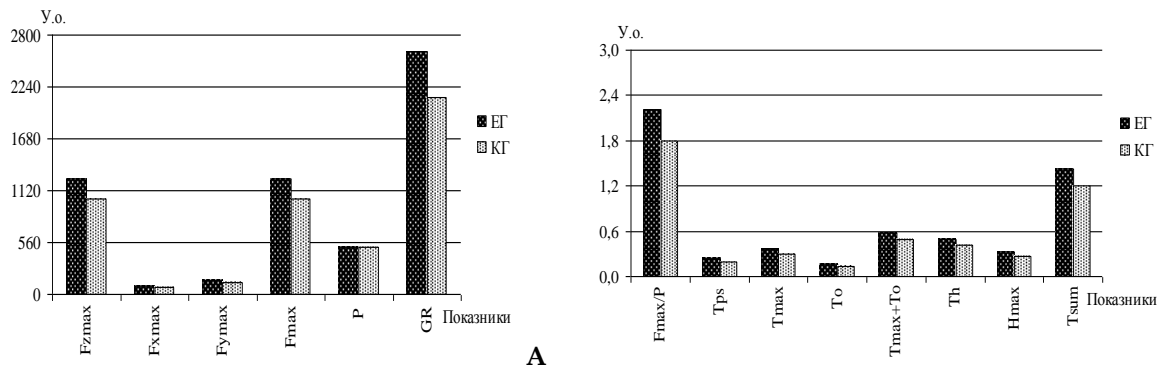 У.о.
2800
2240
1680
1120
560
0
Fzmax
Fxmax
Fymax
Fmax
P
GR
Показники
ЕГ
КГ
А
У.о.
3,0
2,4
1,8
1,2
0,6
0,0
Fmax/P
Tps
Tmax
To
Tmax+To
Th
Hmax
Tsum
Показники
ЕГ
КГ